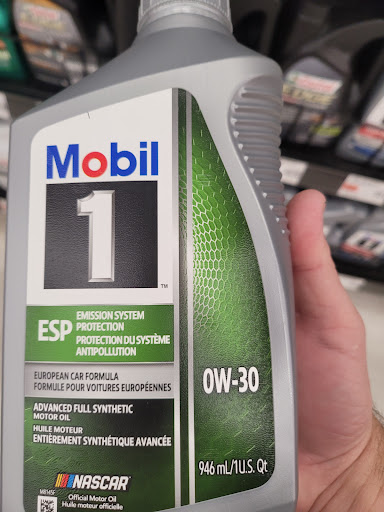 Mobil
1
TM
ESP
EMISSION SYSTEM
PROTECTION
PROTECTION DU SYSTÈME
ANTIPOLLUTION
EUROPEAN CAR FORMULA
FORMULE POUR VOITURES EUROPÉENNES
ADVANCED FULL SYNTHETIC
MOTOR OIL
HUILE MOTEUR
ENTIÈREMENT SYNTHÉTIQUE AVANCÉE
0W-30
946 mL/1 U.S. Qt
NASCAR
Official Motor Oil
Huile moteur officielle